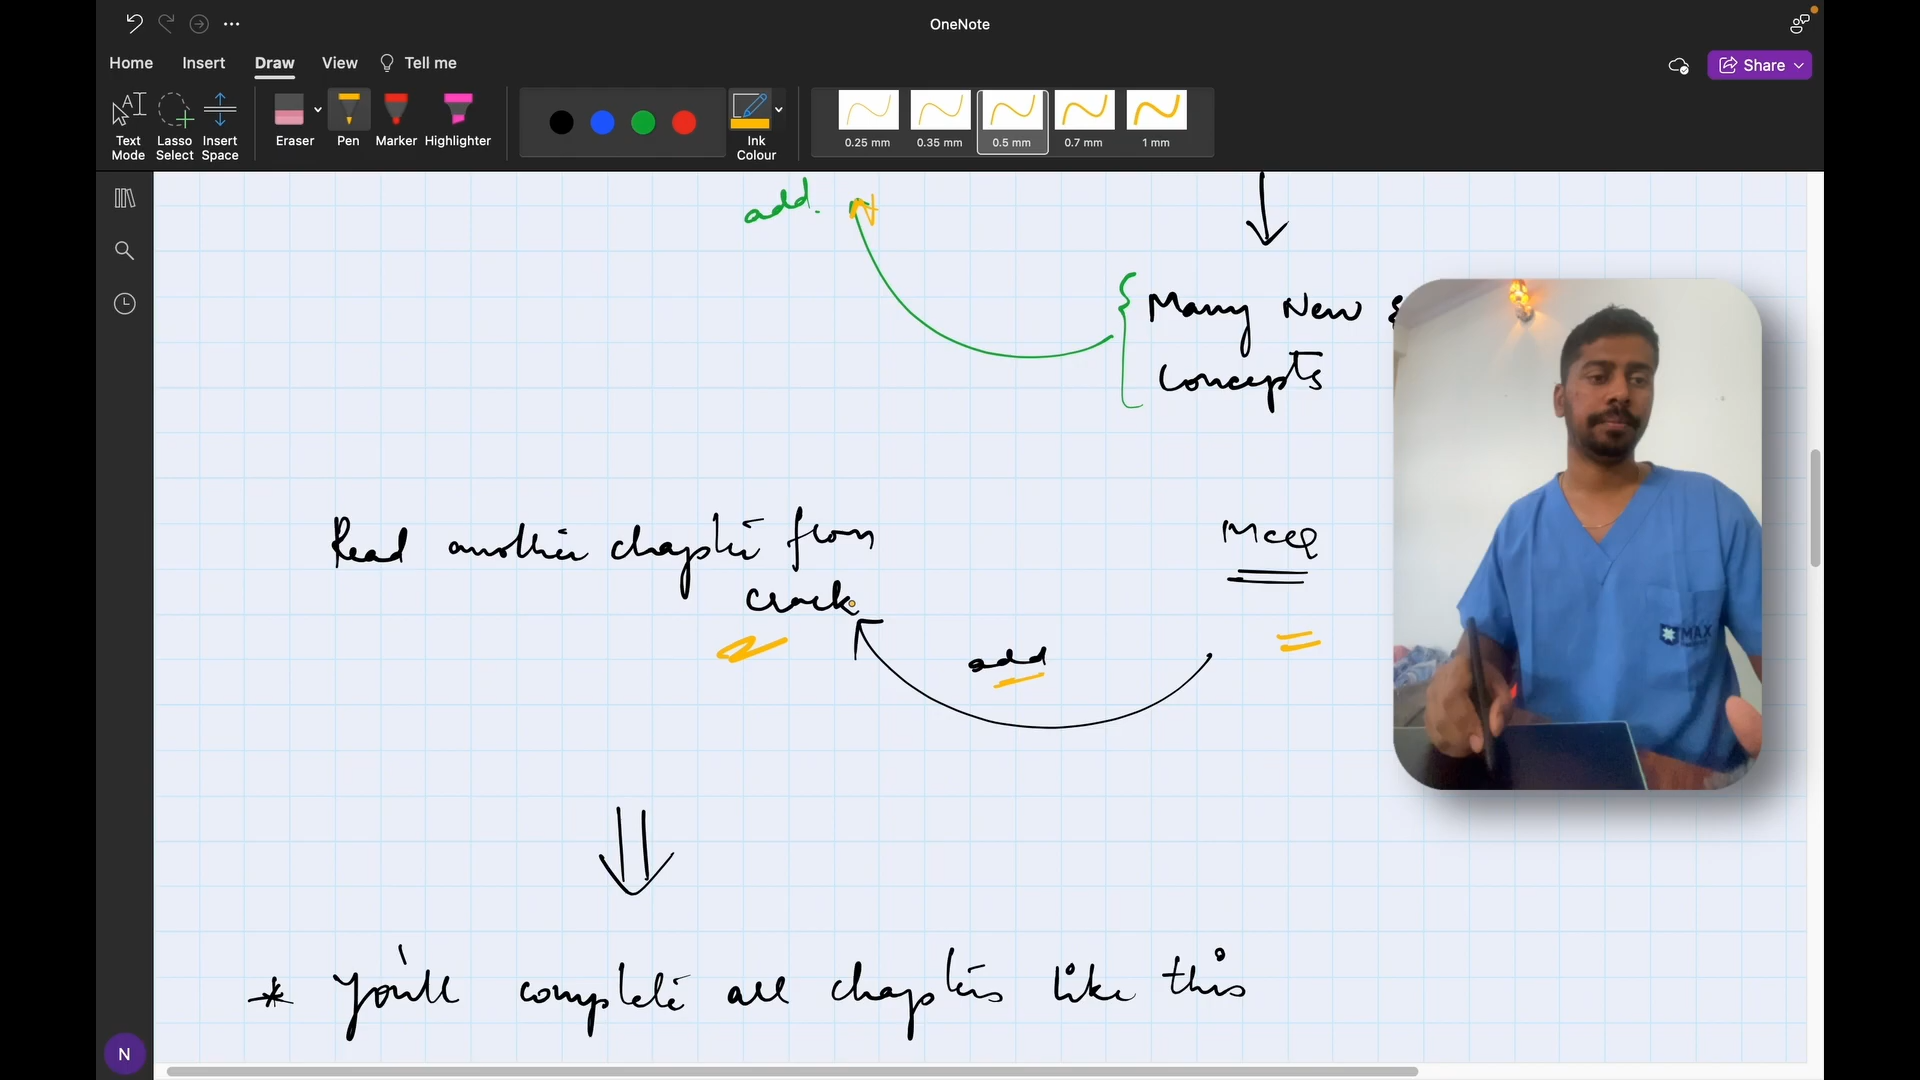 OneNote
Home Insert Draw View Tell me
Share
Text Mode
Lasso Select
Insert Space
Eraser
Pen
Marker
Highlighter
Ink Colour
0.25 mm
0.35 mm
0.5 mm
0.7 mm
1 mm
add.
Many New &
Concepts
Read another chapter from
Crack
MCQ
add
MAX
* You'll complete all chapters like this
N